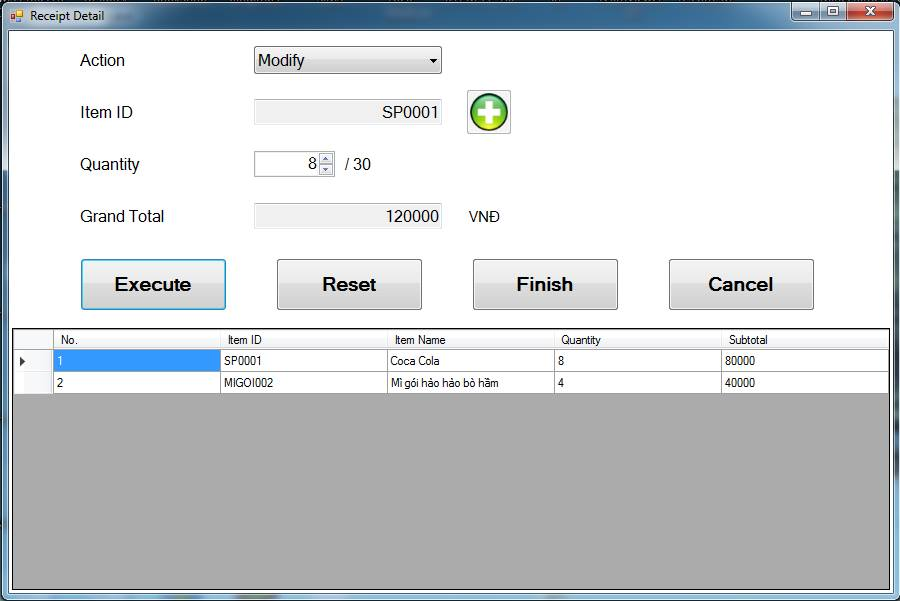 Receipt Detail
Action Modify
Item ID SP0001
Quantity 8 / 30
Grand Total 120000 VNĐ
Execute Reset Finish Cancel
No. Item ID Item Name Quantity Subtotal
1 SP0001 Coca Cola 8 80000
2 MIGOI002 Mì gói hảo hảo bò hầm 4 40000